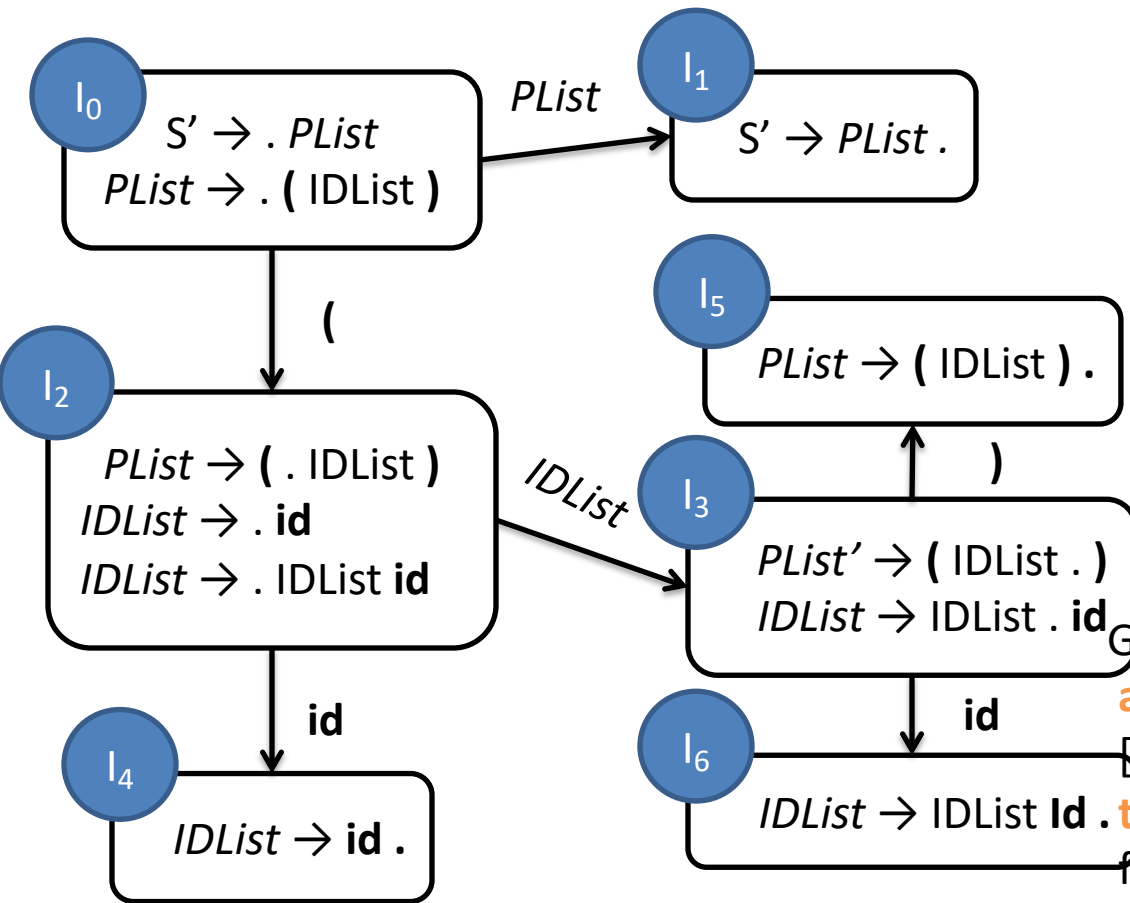 I₀
S’ → . PList
PList → . ( IDList )
PList
I₁
S’ → PList .
(
I₂
PList → ( . IDList )
IDList → . id
IDList → . IDList id
IDList
I₅
PList → ( IDList ) .
)
I₃
PList’ → ( IDList . )
IDList → IDList . id
id
I₄
IDList → id .
id
I₆
IDList → IDList Id .